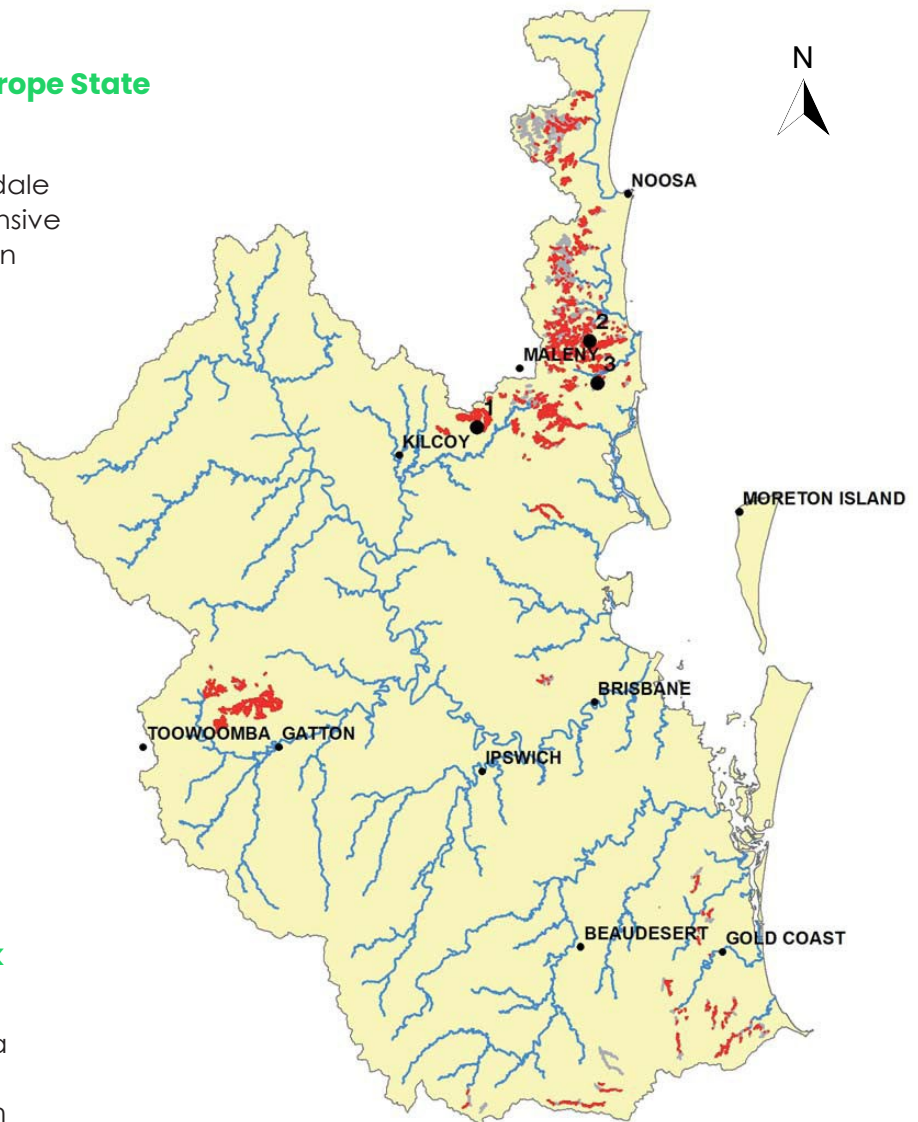 rope State
dale
nsive
n
N
NOOSA
2
MALENY
3
1
KILCOY
MORETON ISLAND
BRISBANE
TOOWOOMBA
GATTON
IPSWICH
BEAUDESERT
GOLD COAST
k
a
n